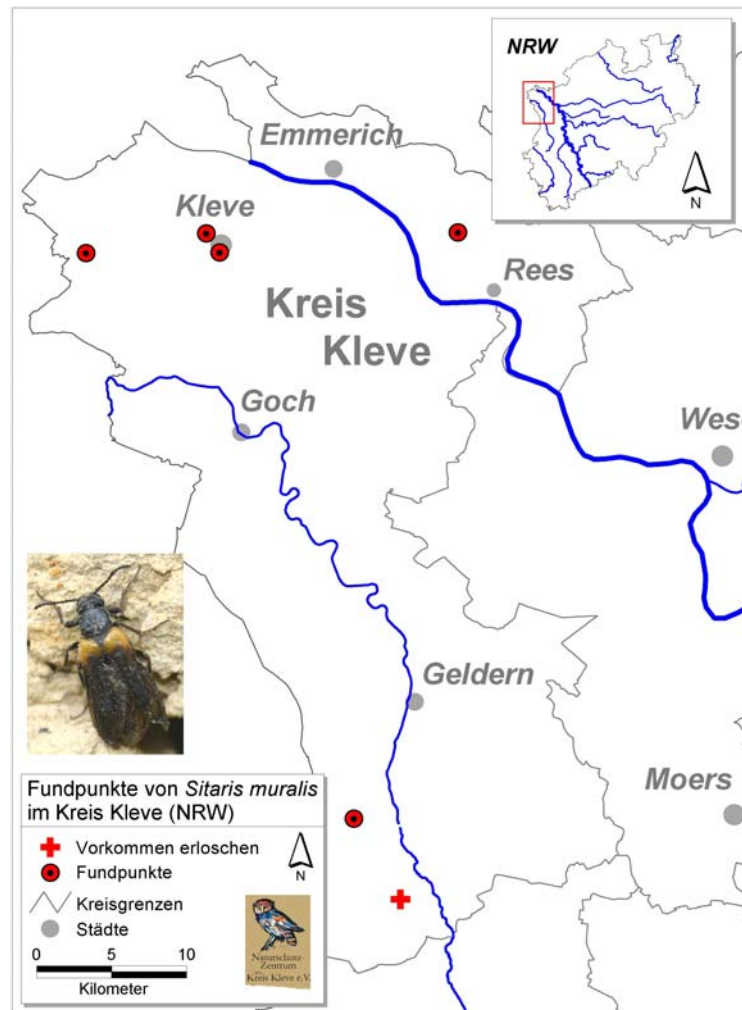 NRW
N
Emmerich
Kleve
Rees
Kreis
Kleve
Goch
Wese
Geldern
Moers
Fundpunkte von Sitaris muralis
im Kreis Kleve (NRW)
Vorkommen erloschen
Fundpunkte
N
Kreisgrenzen
Städte
0 5 10
Kilometer
Naturschutz-
Zentrum
Kreis Kleve e.V.